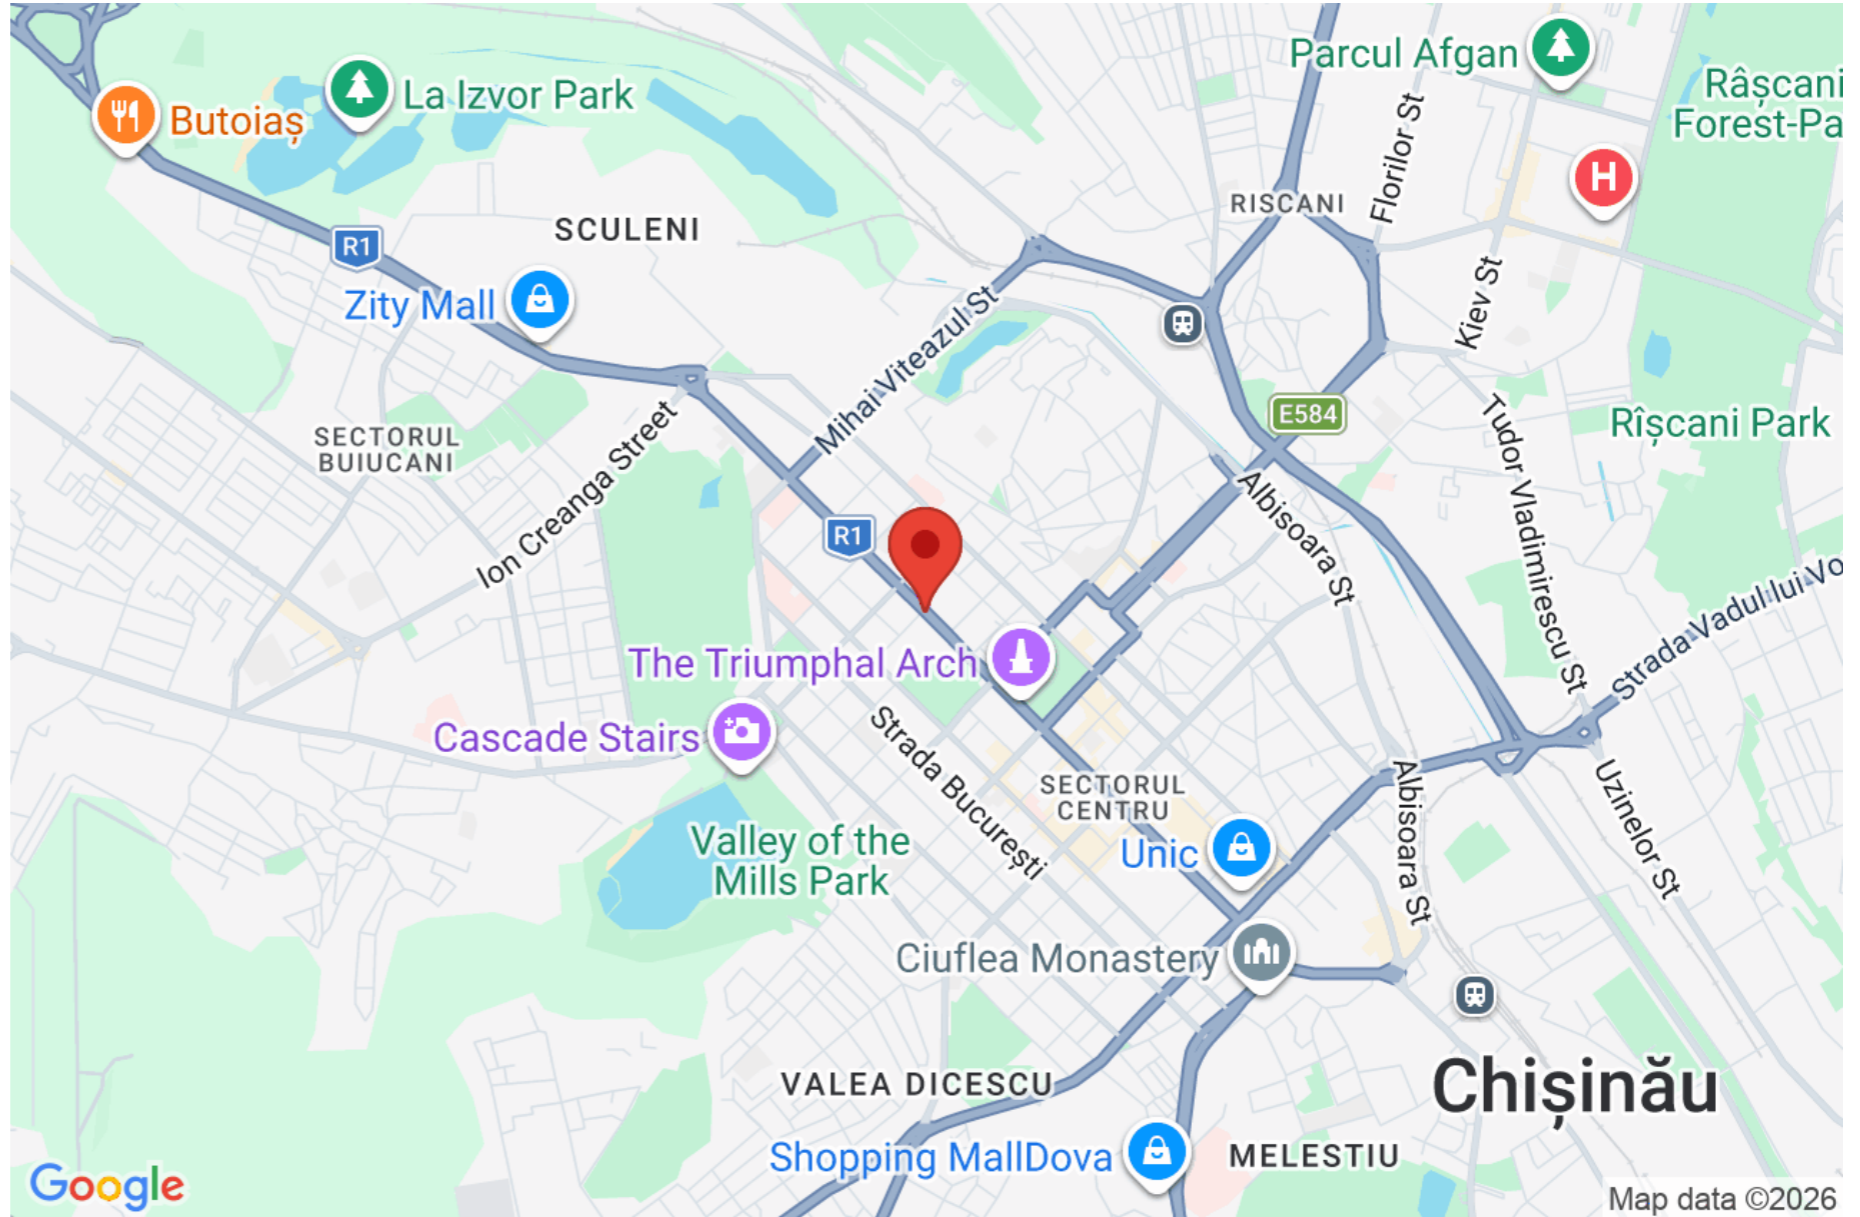 Parcul Afgan
La Izvor Park
Butoiaș
Râșcani
Forest-Pa
Florilor St
H
RISCANI
SCULENI
R1
Zity Mall
Kiev St
Mihai Viteazul St
E584
Rîșcani Park
SECTORUL
BUIUCANI
Ion Creanga Street
Tudor Vladimirescu St
Albisoara St
R1
Strada Vadul lui Vo
The Triumphal Arch
Cascade Stairs
Strada București
SECTORUL
CENTRU
Albisoara St
Uzinelor St
Valley of the
Mills Park
Unic
Ciuflea Monastery
VALEA DICESCU
Chișinău
Shopping MallDova
MELESTIU
Google
Map data ©2026